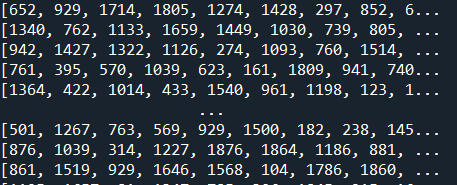 [652, 929, 1714, 1805, 1274, 1428, 297, 852, 6...
[1340, 762, 1133, 1659, 1449, 1030, 739, 805, ...
[942, 1427, 1322, 1126, 274, 1093, 760, 1514, ...
[761, 395, 570, 1039, 623, 161, 1809, 941, 740...
[1364, 422, 1014, 433, 1540, 961, 1198, 123, 1...
...
[501, 1267, 763, 569, 929, 1500, 182, 238, 145...
[876, 1039, 314, 1227, 1876, 1864, 1186, 881, ...
[861, 1519, 929, 1646, 1568, 104, 1786, 1860, ...